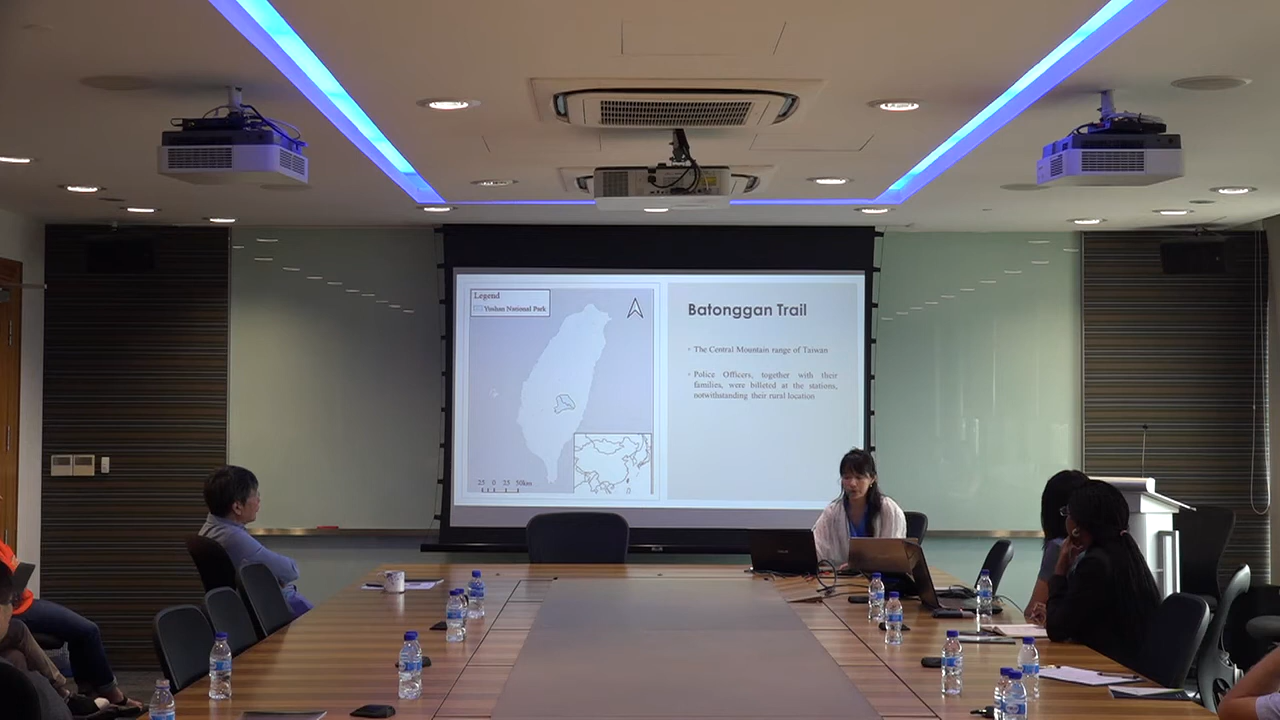 Legend
Yushan National Park
25 0 25 50km
Batonggan Trail
The Central Mountain range of Taiwan
Police Officers, together with their
families, were billeted at the stations,
notwithstanding their rural location